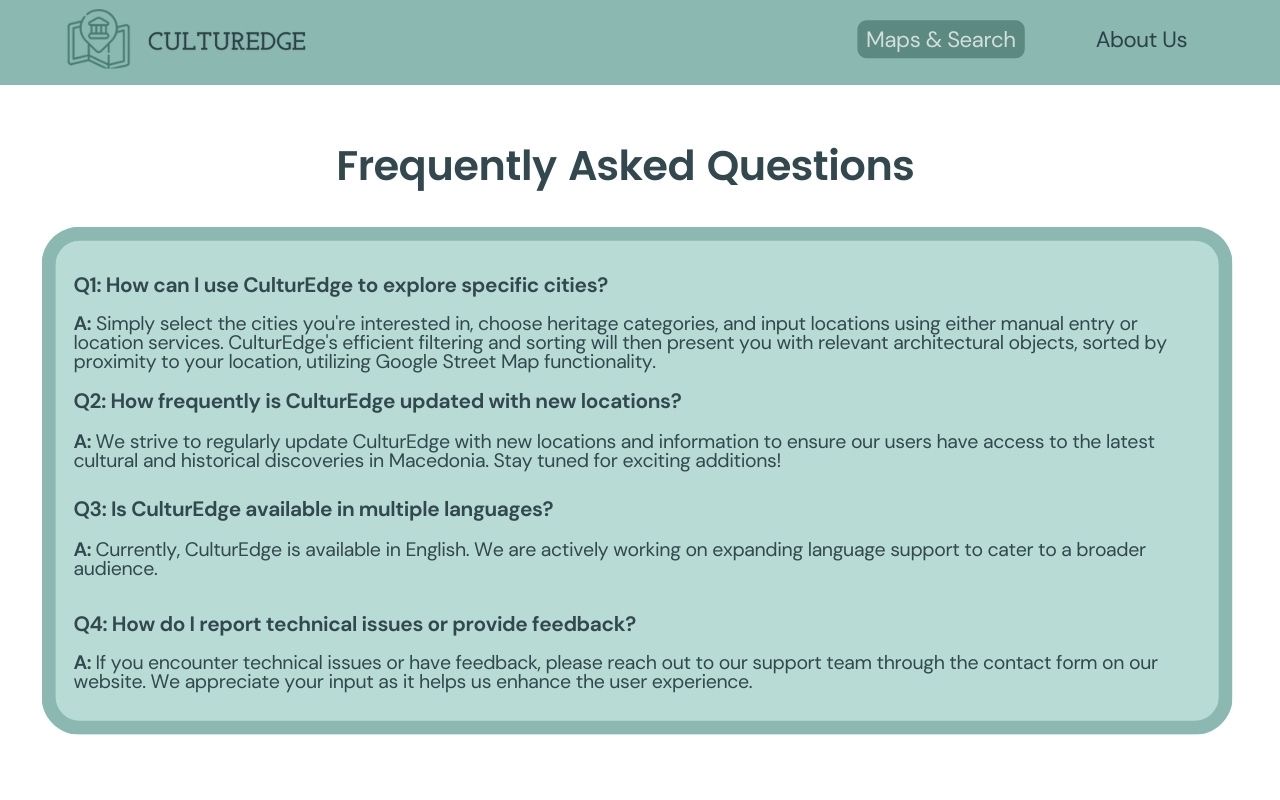 CULTUREDGE
Maps & Search
About Us
Frequently Asked Questions
Q1: How can I use CulturEdge to explore specific cities?
A: Simply select the cities you're interested in, choose heritage categories, and input locations using either manual entry or
location services. CulturEdge's efficient filtering and sorting will then present you with relevant architectural objects, sorted by
proximity to your location, utilizing Google Street Map functionality.
Q2: How frequently is CulturEdge updated with new locations?
A: We strive to regularly update CulturEdge with new locations and information to ensure our users have access to the latest
cultural and historical discoveries in Macedonia. Stay tuned for exciting additions!
Q3: Is CulturEdge available in multiple languages?
A: Currently, CulturEdge is available in English. We are actively working on expanding language support to cater to a broader
audience.
Q4: How do I report technical issues or provide feedback?
A: If you encounter technical issues or have feedback, please reach out to our support team through the contact form on our
website. We appreciate your input as it helps us enhance the user experience.